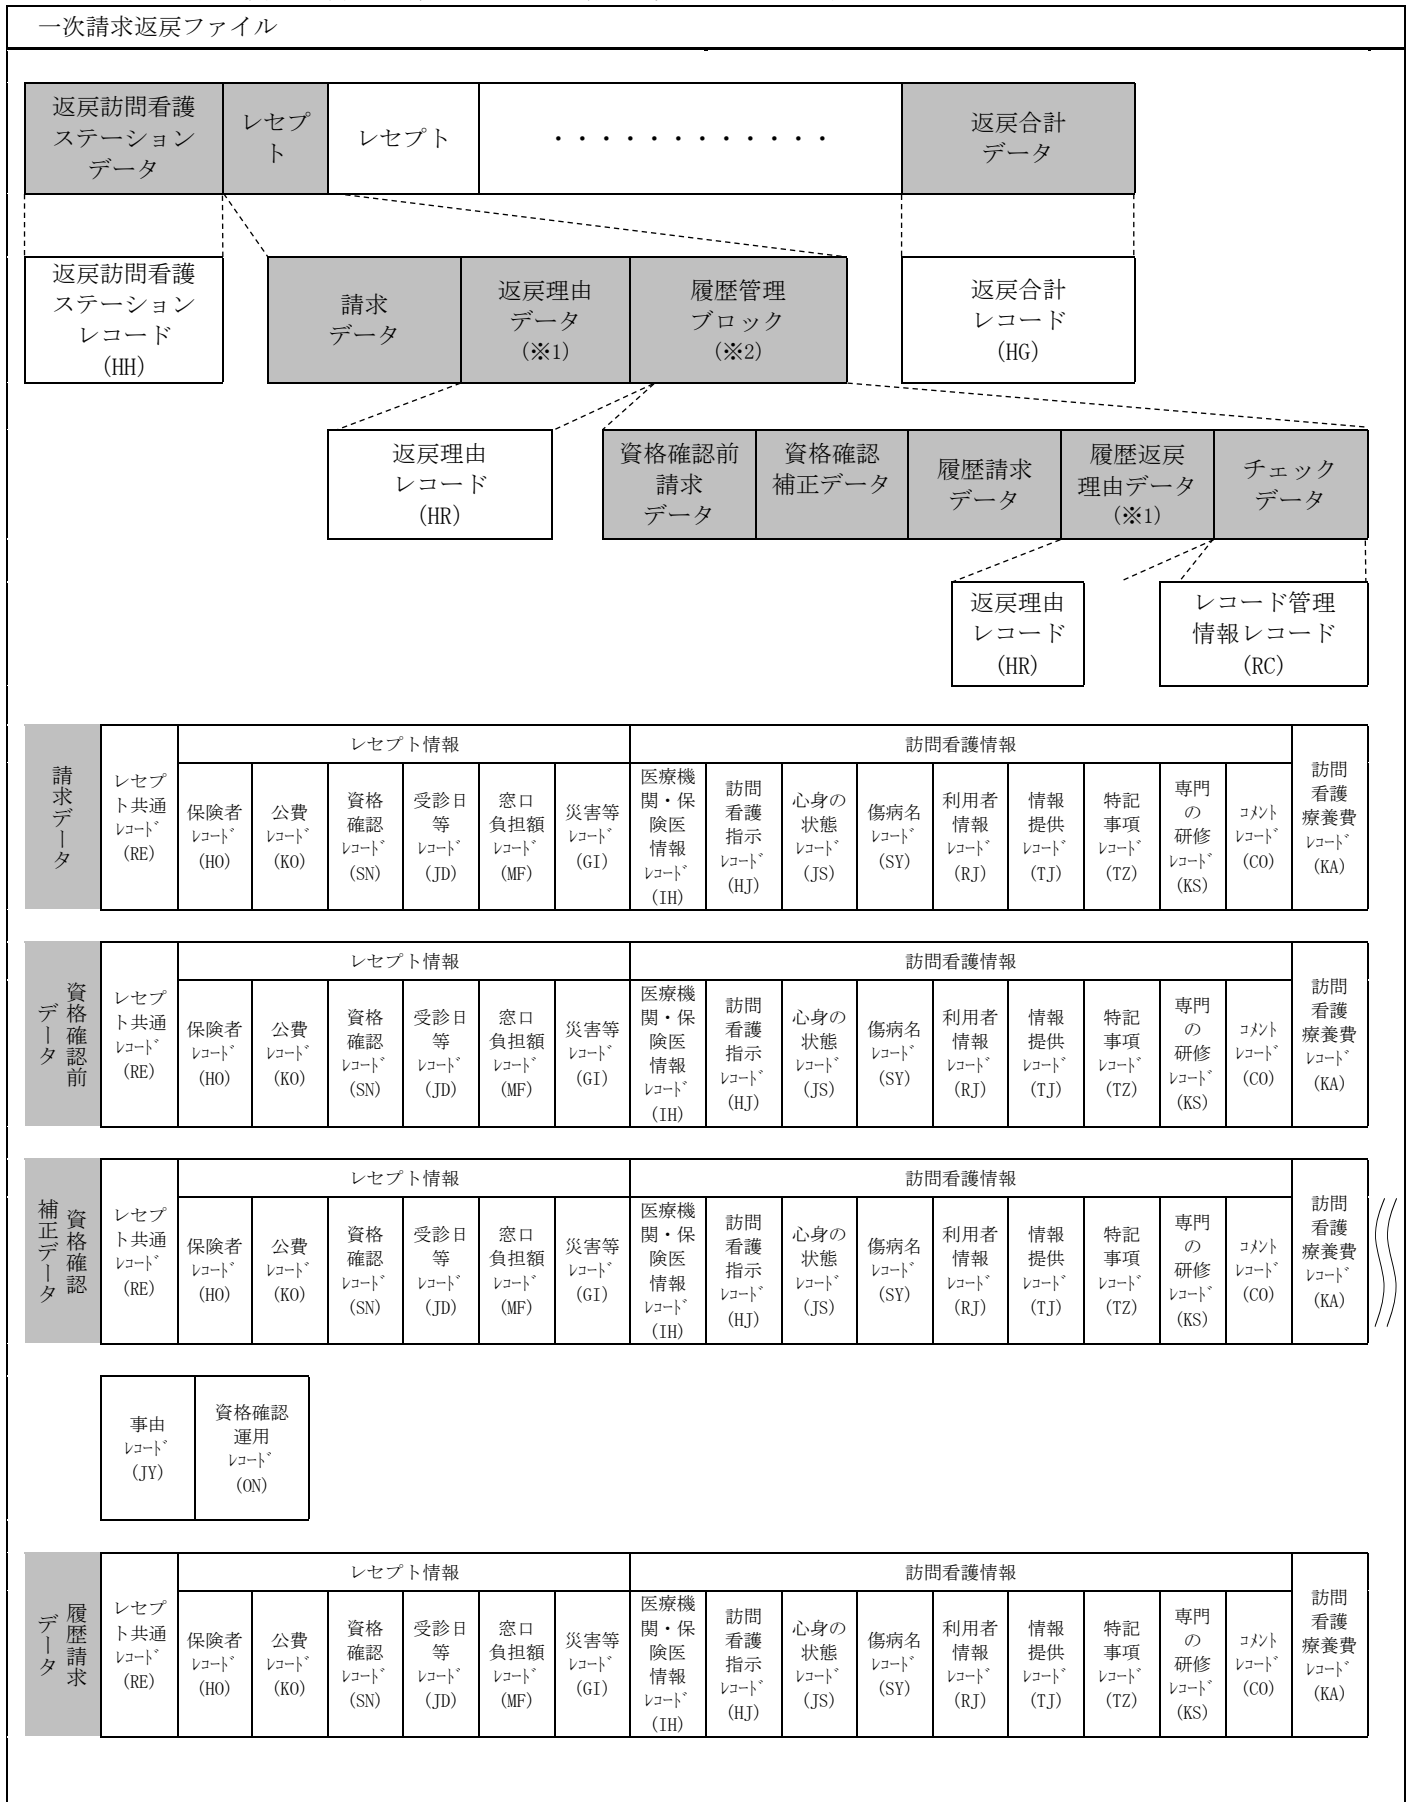 一次請求返戻ファイル
返戻訪問看護
ステーション
データ
レセプ
ト
レセプト
・・・・・・・・・・・・
返戻合計
データ
返戻訪問看護
ステーション
レコード
(HH)
請求
データ
返戻理由
データ
(※1)
履歴管理
ブロック
(※2)
返戻合計
レコード
(HG)
返戻理由
レコード
(HR)
資格確認前
請求
データ
資格確認
補正データ
履歴請求
データ
履歴返戻
理由データ
(※1)
チェック
データ
返戻理由
レコード
(HR)
レコード管理
情報レコード
(RC)
請求データ
レセプ
ト共通
ﾚｺｰﾄﾞ
(RE)
レセプト情報
保険者
ﾚｺｰﾄﾞ
(HO)
公費
ﾚｺｰﾄﾞ
(KO)
資格
確認
ﾚｺｰﾄﾞ
(SN)
受診日
等
ﾚｺｰﾄﾞ
(JD)
窓口
負担額
ﾚｺｰﾄﾞ
(MF)
災害等
ﾚｺｰﾄﾞ
(GI)
訪問看護情報
医療機
関・保
険医
情報
ﾚｺｰﾄﾞ
(IH)
訪問
看護
指示
ﾚｺｰﾄﾞ
(HJ)
心身の
状態
ﾚｺｰﾄﾞ
(JS)
傷病名
ﾚｺｰﾄﾞ
(SY)
利用者
情報
ﾚｺｰﾄﾞ
(RJ)
情報
提供
ﾚｺｰﾄﾞ
(TJ)
特記
事項
ﾚｺｰﾄﾞ
(TZ)
専門
の
研修
ﾚｺｰﾄﾞ
(KS)
ｺﾒﾝﾄ
ﾚｺｰﾄﾞ
(CO)
訪問
看護
療養費
ﾚｺｰﾄﾞ
(KA)
資格確認前
データ
レセプ
ト共通
ﾚｺｰﾄﾞ
(RE)
レセプト情報
保険者
ﾚｺｰﾄﾞ
(HO)
公費
ﾚｺｰﾄﾞ
(KO)
資格
確認
ﾚｺｰﾄﾞ
(SN)
受診日
等
ﾚｺｰﾄﾞ
(JD)
窓口
負担額
ﾚｺｰﾄﾞ
(MF)
災害等
ﾚｺｰﾄﾞ
(GI)
訪問看護情報
医療機
関・保
険医
情報
ﾚｺｰﾄﾞ
(IH)
訪問
看護
指示
ﾚｺｰﾄﾞ
(HJ)
心身の
状態
ﾚｺｰﾄﾞ
(JS)
傷病名
ﾚｺｰﾄﾞ
(SY)
利用者
情報
ﾚｺｰﾄﾞ
(RJ)
情報
提供
ﾚｺｰﾄﾞ
(TJ)
特記
事項
ﾚｺｰﾄﾞ
(TZ)
専門
の
研修
ﾚｺｰﾄﾞ
(KS)
ｺﾒﾝﾄ
ﾚｺｰﾄﾞ
(CO)
訪問
看護
療養費
ﾚｺｰﾄﾞ
(KA)
資格確認
補正データ
レセプ
ト共通
ﾚｺｰﾄﾞ
(RE)
レセプト情報
保険者
ﾚｺｰﾄﾞ
(HO)
公費
ﾚｺｰﾄﾞ
(KO)
資格
確認
ﾚｺｰﾄﾞ
(SN)
受診日
等
ﾚｺｰﾄﾞ
(JD)
窓口
負担額
ﾚｺｰﾄﾞ
(MF)
災害等
ﾚｺｰﾄﾞ
(GI)
訪問看護情報
医療機
関・保
険医
情報
ﾚｺｰﾄﾞ
(IH)
訪問
看護
指示
ﾚｺｰﾄﾞ
(HJ)
心身の
状態
ﾚｺｰﾄﾞ
(JS)
傷病名
ﾚｺｰﾄﾞ
(SY)
利用者
情報
ﾚｺｰﾄﾞ
(RJ)
情報
提供
ﾚｺｰﾄﾞ
(TJ)
特記
事項
ﾚｺｰﾄﾞ
(TZ)
専門
の
研修
ﾚｺｰﾄﾞ
(KS)
ｺﾒﾝﾄ
ﾚｺｰﾄﾞ
(CO)
訪問
看護
療養費
ﾚｺｰﾄﾞ
(KA)
事由
ﾚｺｰﾄﾞ
(JY)
資格確認
運用
ﾚｺｰﾄﾞ
(ON)
履歴請求
データ
レセプ
ト共通
ﾚｺｰﾄﾞ
(RE)
レセプト情報
保険者
ﾚｺｰﾄﾞ
(HO)
公費
ﾚｺｰﾄﾞ
(KO)
資格
確認
ﾚｺｰﾄﾞ
(SN)
受診日
等
ﾚｺｰﾄﾞ
(JD)
窓口
負担額
ﾚｺｰﾄﾞ
(MF)
災害等
ﾚｺｰﾄﾞ
(GI)
訪問看護情報
医療機
関・保
険医
情報
ﾚｺｰﾄﾞ
(IH)
訪問
看護
指示
ﾚｺｰﾄﾞ
(HJ)
心身の
状態
ﾚｺｰﾄﾞ
(JS)
傷病名
ﾚｺｰﾄﾞ
(SY)
利用者
情報
ﾚｺｰﾄﾞ
(RJ)
情報
提供
ﾚｺｰﾄﾞ
(TJ)
特記
事項
ﾚｺｰﾄﾞ
(TZ)
専門
の
研修
ﾚｺｰﾄﾞ
(KS)
ｺﾒﾝﾄ
ﾚｺｰﾄﾞ
(CO)
訪問
看護
療養費
ﾚｺｰﾄﾞ
(KA)